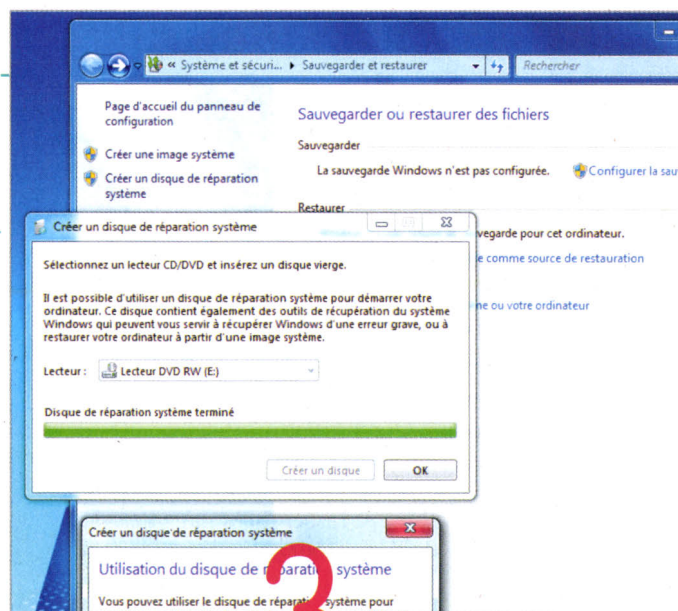 « Système et sécuri... ▸ Sauvegarder et restaurer
Rechercher
Page d'accueil du panneau de
configuration
Créer une image système
Créer un disque de réparation
système
Sauvegarder ou restaurer des fichiers
Sauvegarder
La sauvegarde Windows n'est pas configurée.
Configurer la sau
Restaurer
vegarde pour cet ordinateur.
e comme source de restauration
ne ou votre ordinateur
Créer un disque de réparation système
Sélectionnez un lecteur CD/DVD et insérez un disque vierge.
Il est possible d'utiliser un disque de réparation système pour démarrer votre
ordinateur. Ce disque contient également des outils de récupération du système
Windows qui peuvent vous servir à récupérer Windows d'une erreur grave, ou à
restaurer votre ordinateur à partir d'une image système.
Lecteur : Lecteur DVD RW (E:)
Disque de réparation système terminé
Créer un disque
OK
Créer un disque de réparation système
Utilisation du disque de réparation système
Vous pouvez utiliser le disque de réparation système pour
3